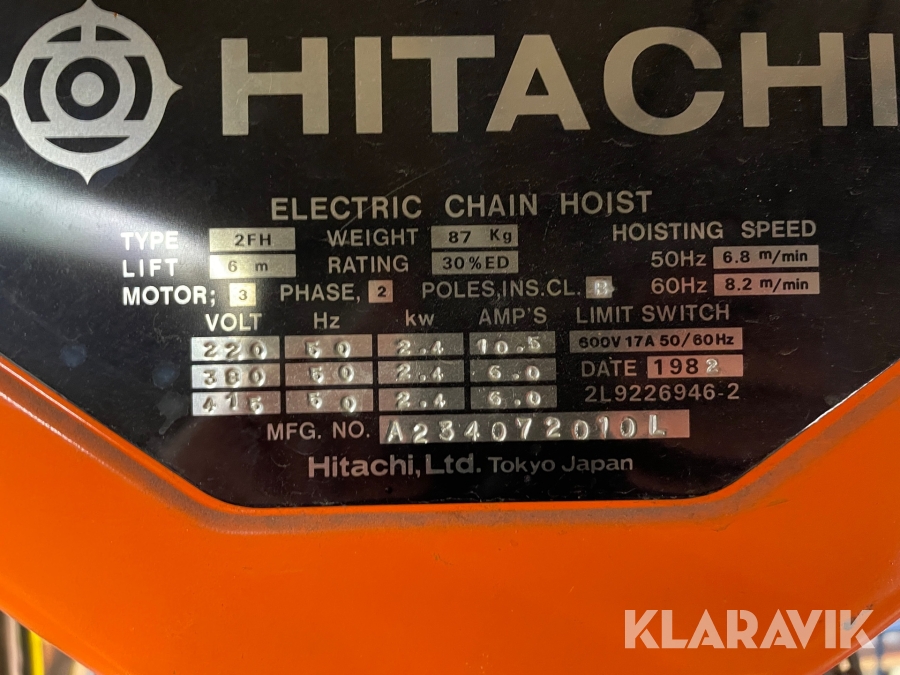 HITACHI
ELECTRIC CHAIN HOIST
TYPE 2FH WEIGHT 87 Kg HOISTING SPEED
LIFT 6 m RATING 30%ED 50Hz 6.8 m/min
MOTOR; 3 PHASE, 2 POLES,INS.CL. B 60Hz 8.2 m/min
VOLT Hz kw AMP'S LIMIT SWITCH
220 50 2.4 10.5 600V 17A 50/60Hz
380 50 2.4 6.0 DATE 1982
415 50 2.4 6.0 2L9226946-2
MFG. NO. A234072010L
Hitachi, Ltd. Tokyo Japan
KLARAVIK